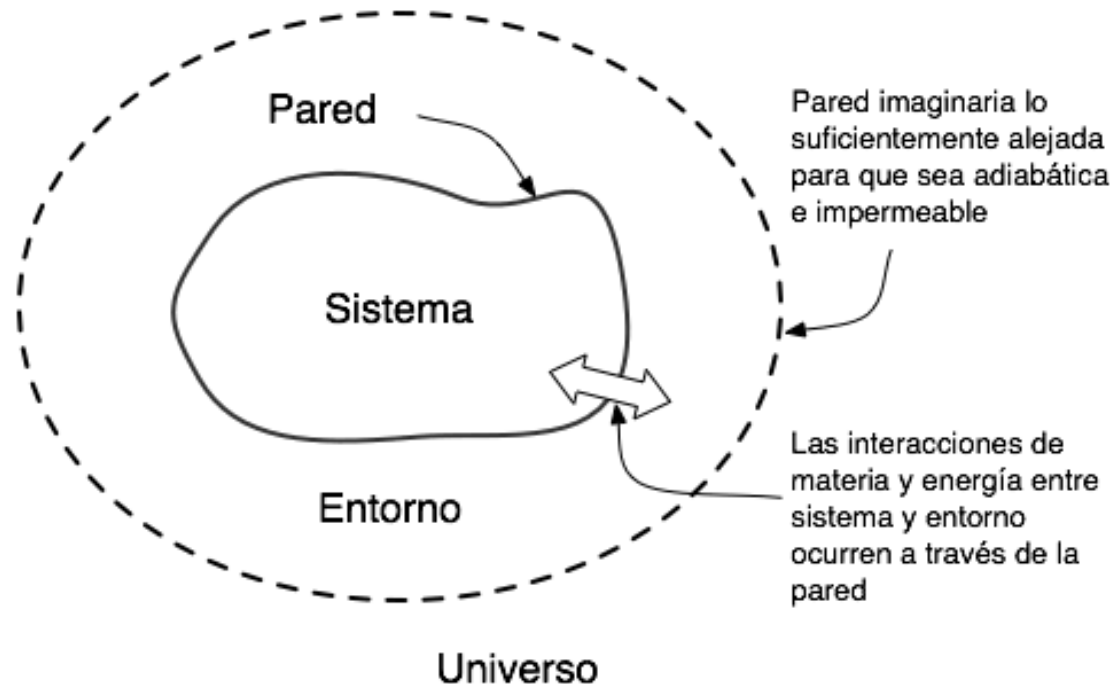 Pared
Pared imaginaria lo
suficientemente alejada
para que sea adiabática
e impermeable
Sistema
Entorno
Las interacciones de
materia y energía entre
sistema y entorno
ocurren a través de la
pared
Universo